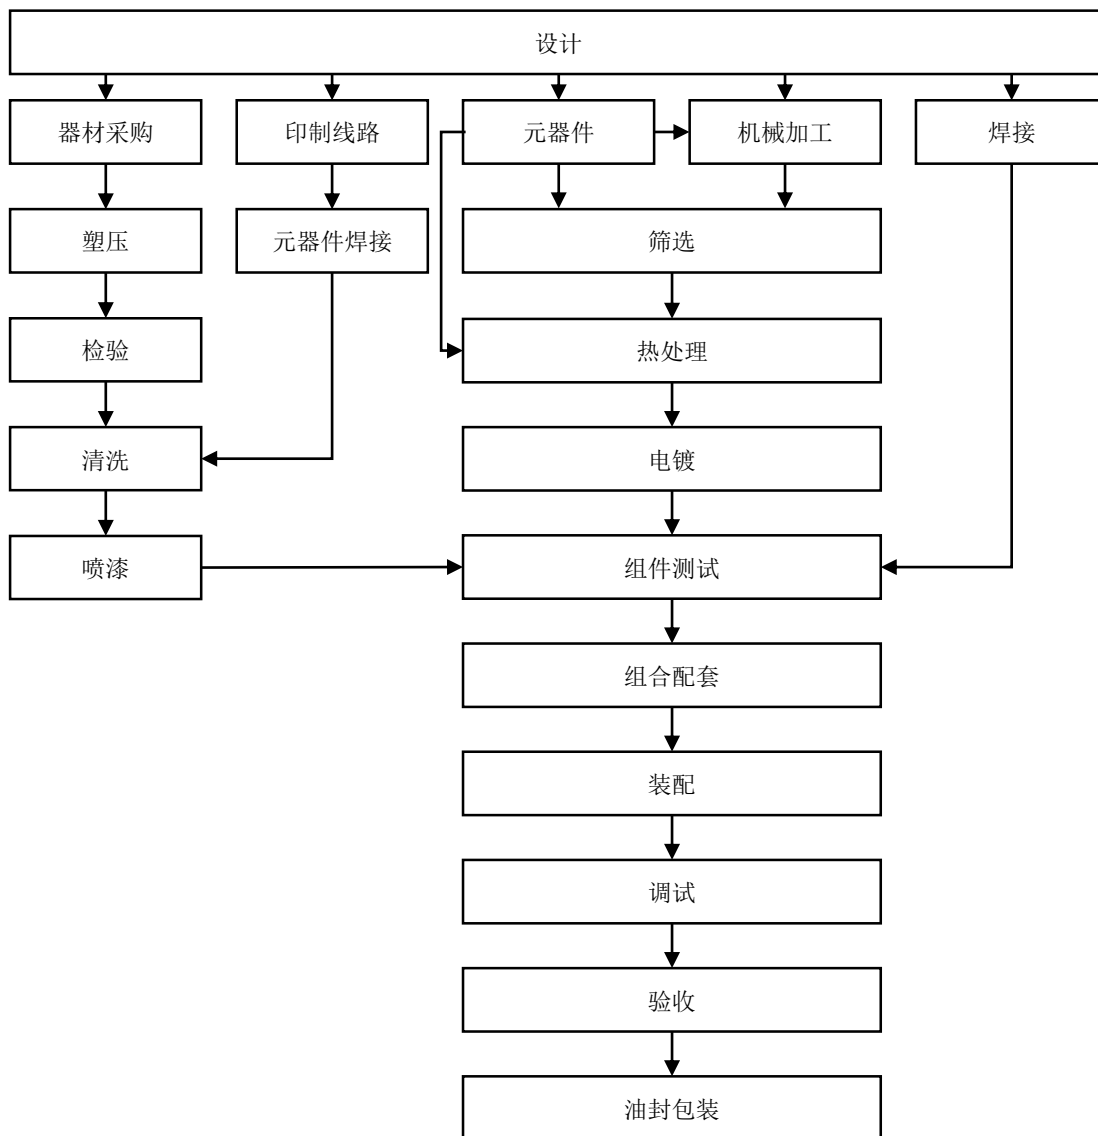 设计
器材采购
印制线路
元器件
机械加工
焊接
塑压
元器件焊接
筛选
检验
热处理
清洗
电镀
喷漆
组件测试
组合配套
装配
调试
验收
油封包装